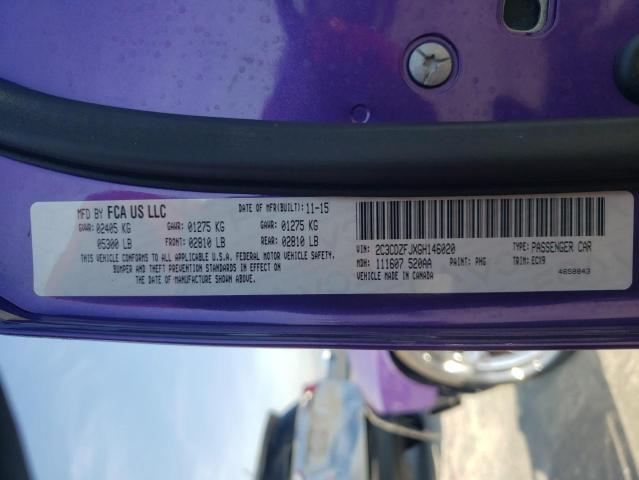 MFD BY FCA US LLC DATE OF MFR(BUILT): 11-15
GVWR: 02405 KG GAWR: 01275 KG GAWR: 01275 KG
05300 LB FRONT: 02810 LB REAR: 02810 LB
THIS VEHICLE CONFORMS TO ALL APPLICABLE U.S.A. FEDERAL MOTOR VEHICLE SAFETY,
BUMPER AND THEFT PREVENTION STANDARDS IN EFFECT ON
THE DATE OF MANUFACTURE SHOWN ABOVE.
VIN: 2C3CDZFJXGH146020 TYPE: PASSENGER CAR
MDH: 111607 520AA PAINT: PHG TRIM: ECX9
VEHICLE MADE IN CANADA 4658843